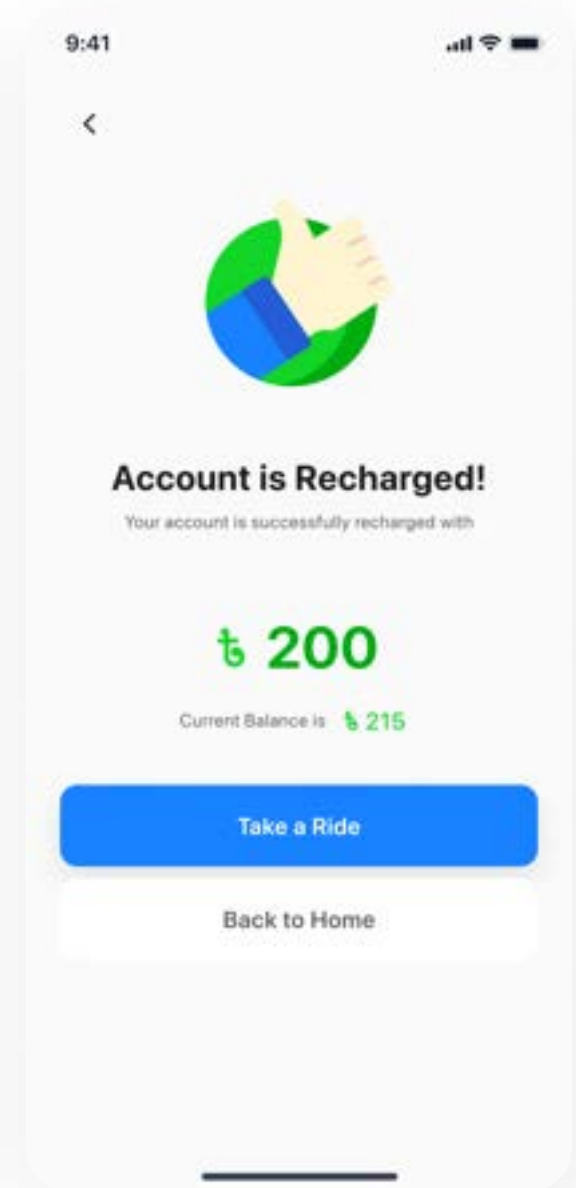 9:41
Account is Recharged!
Your account is successfully recharged with
৳ 200
Current Balance is ৳ 215
Take a Ride
Back to Home